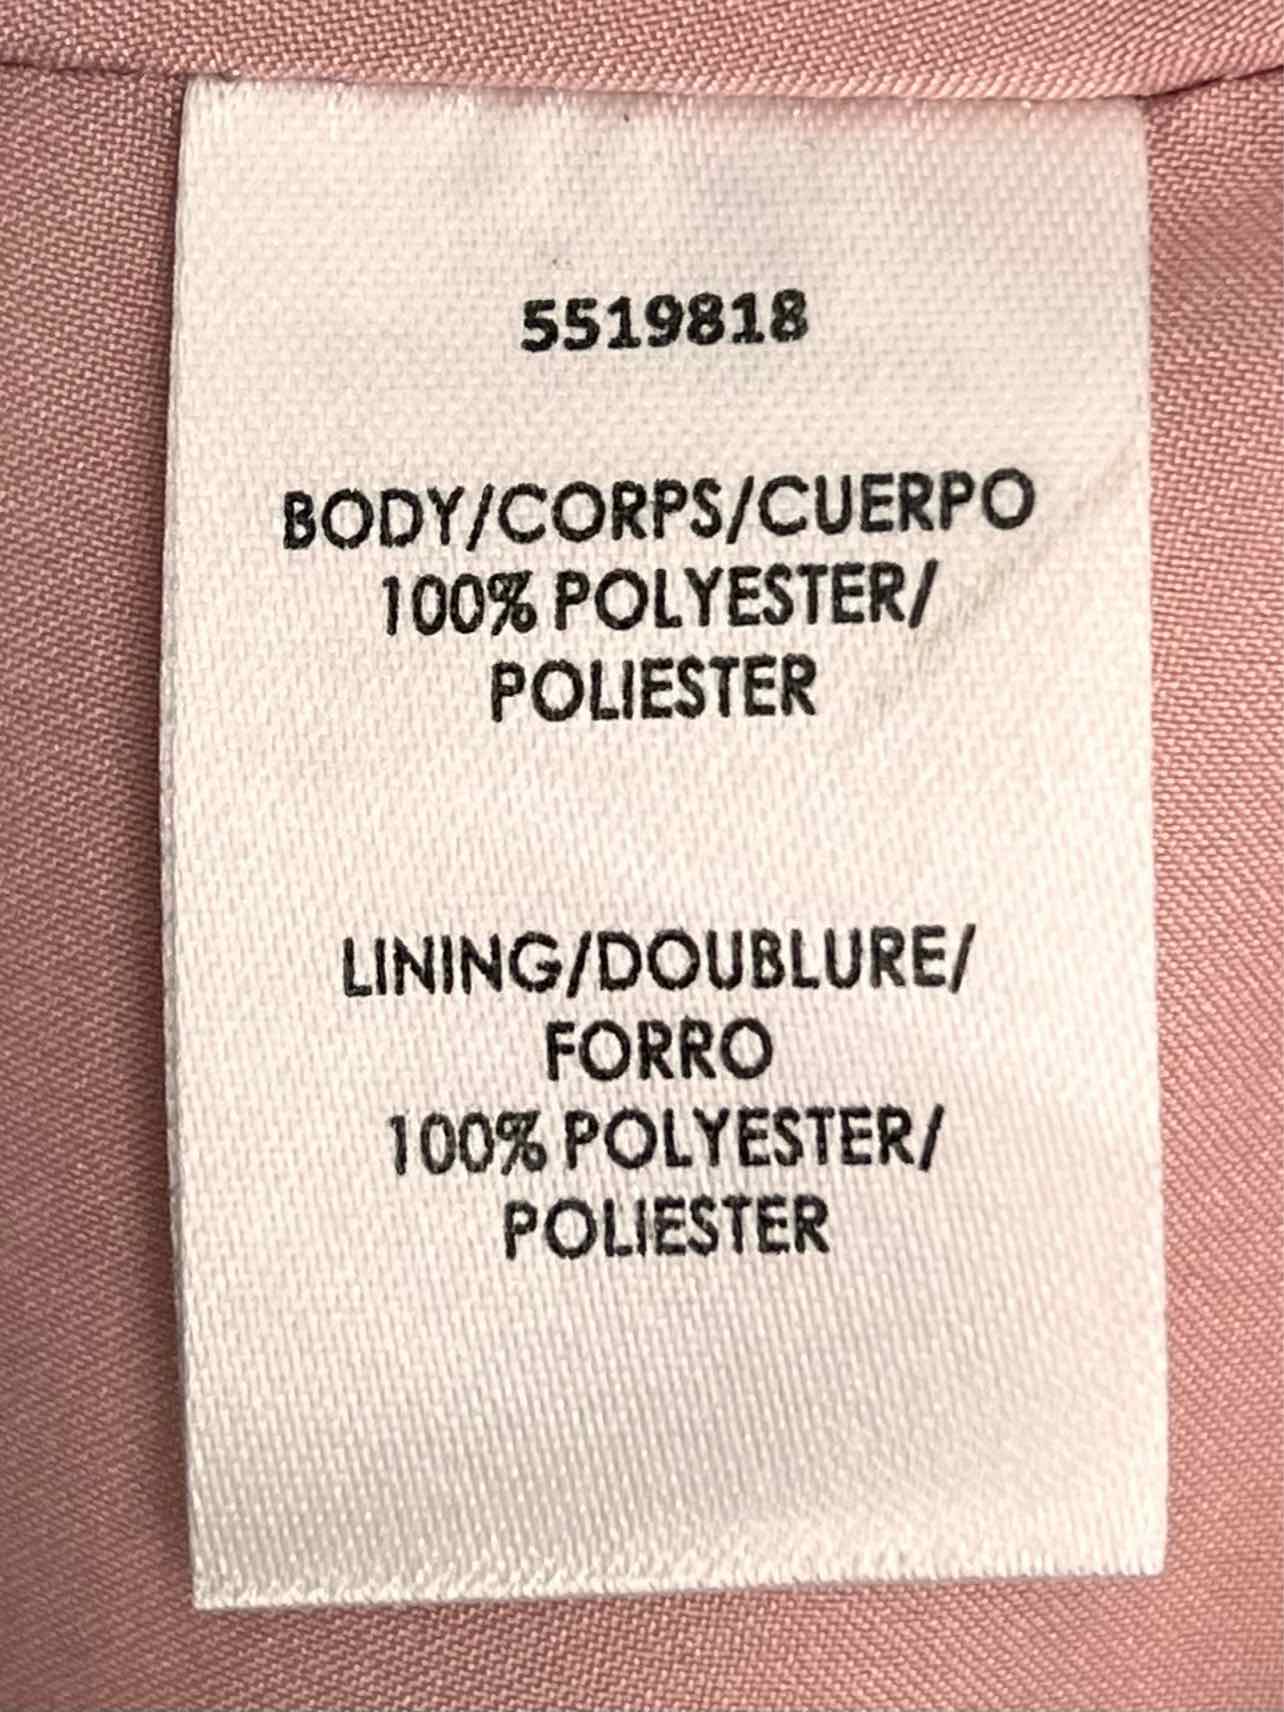 5519818
BODY/CORPS/CUERPO
100% POLYESTER/
POLIESTER
LINING/DOUBLURE/
FORRO
100% POLYESTER/
POLIESTER